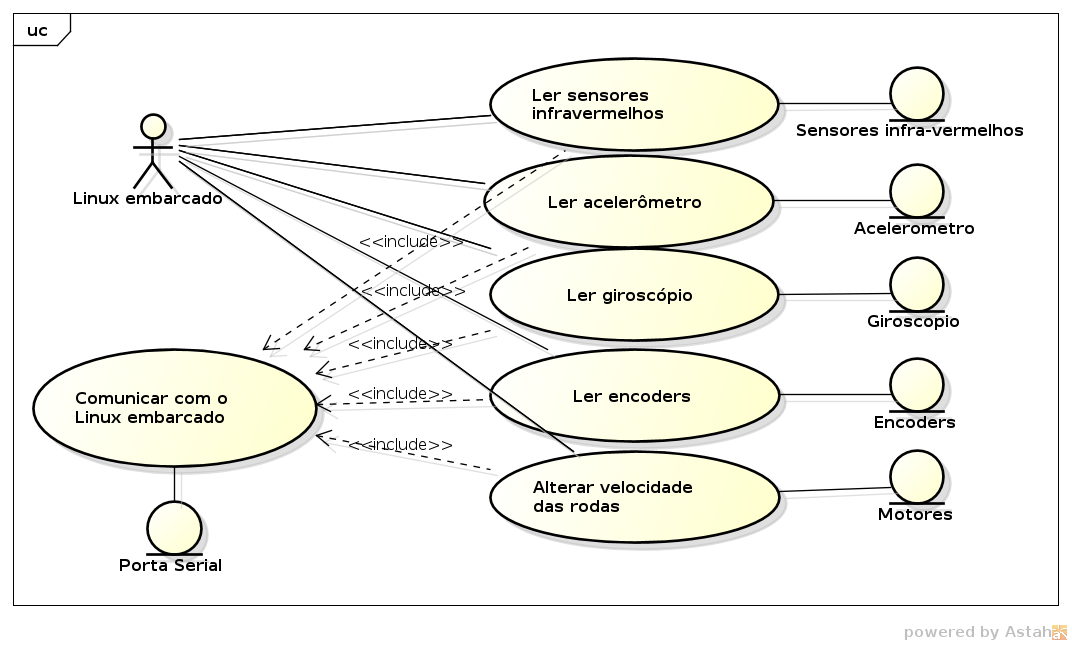 uc
Ler sensores
infravermelhos
Sensores infra-vermelhos
Linux embarcado
Ler acelerômetro
Acelerometro
<<include>>
<<include>>
Ler giroscópio
Giroscopio
<<include>>
<<include>>
Comunicar com o
Linux embarcado
Ler encoders
Encoders
<<include>>
Alterar velocidade
das rodas
Motores
Porta Serial
powered by Astah